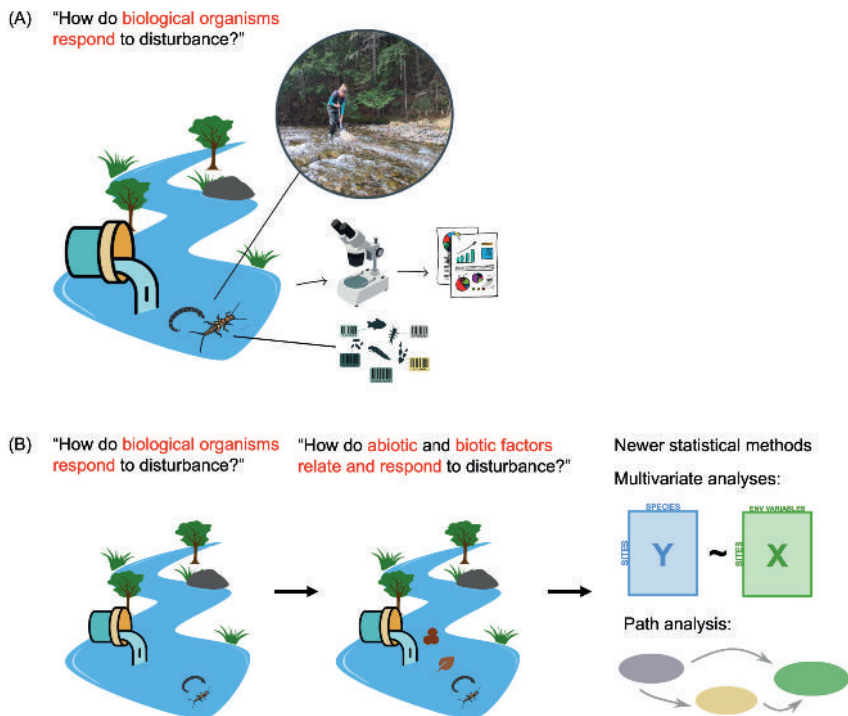 (A)
“How do biological organisms
respond to disturbance?”
(B)
“How do biological organisms
respond to disturbance?”
“How do abiotic and biotic factors
relate and respond to disturbance?”
Newer statistical methods
Multivariate analyses:
SPECIES
SITES
Y
~
ENV VARIABLES
SITES
X
Path analysis: